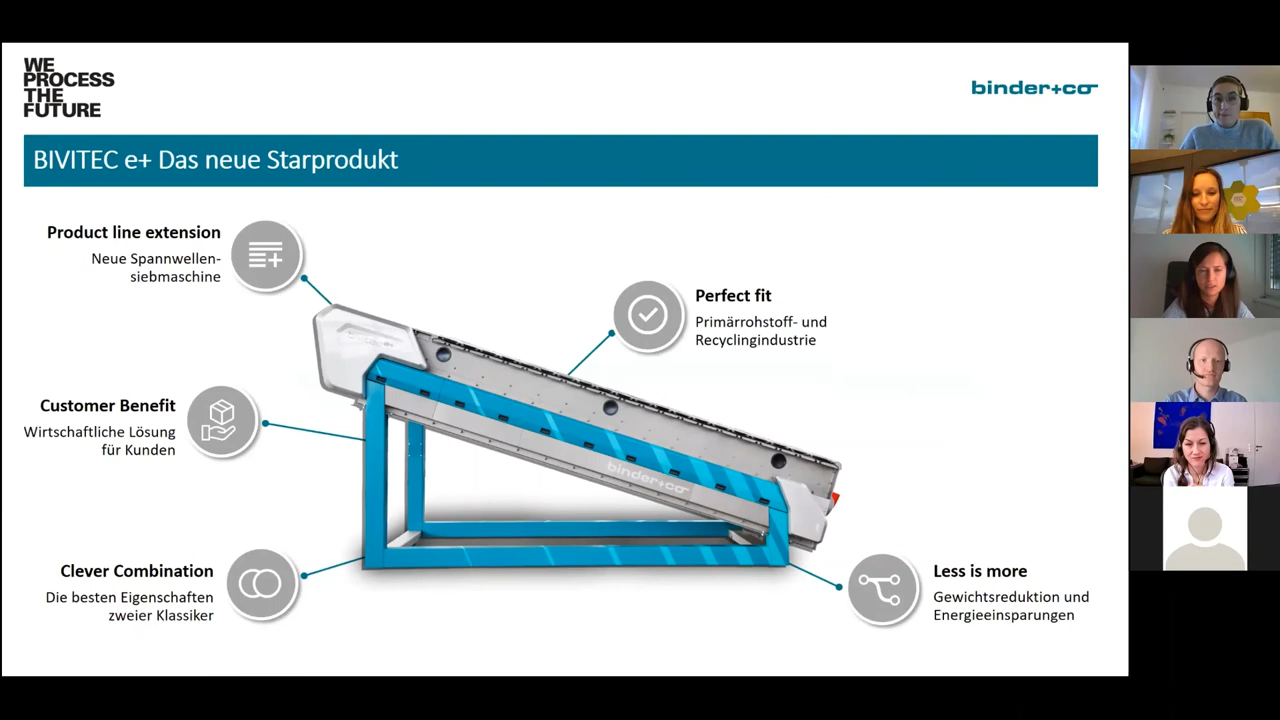 WE
PROCESS
THE
FUTURE
binder+co
BIVITEC e+ Das neue Starprodukt
Product line extension
Neue Spannwellen-
siebmaschine
Perfect fit
Primärrohstoff- und
Recyclingindustrie
Customer Benefit
Wirtschaftliche Lösung
für Kunden
binder+co
Clever Combination
Die besten Eigenschaften
zweier Klassiker
Less is more
Gewichtsreduktion und
Energieeinsparungen